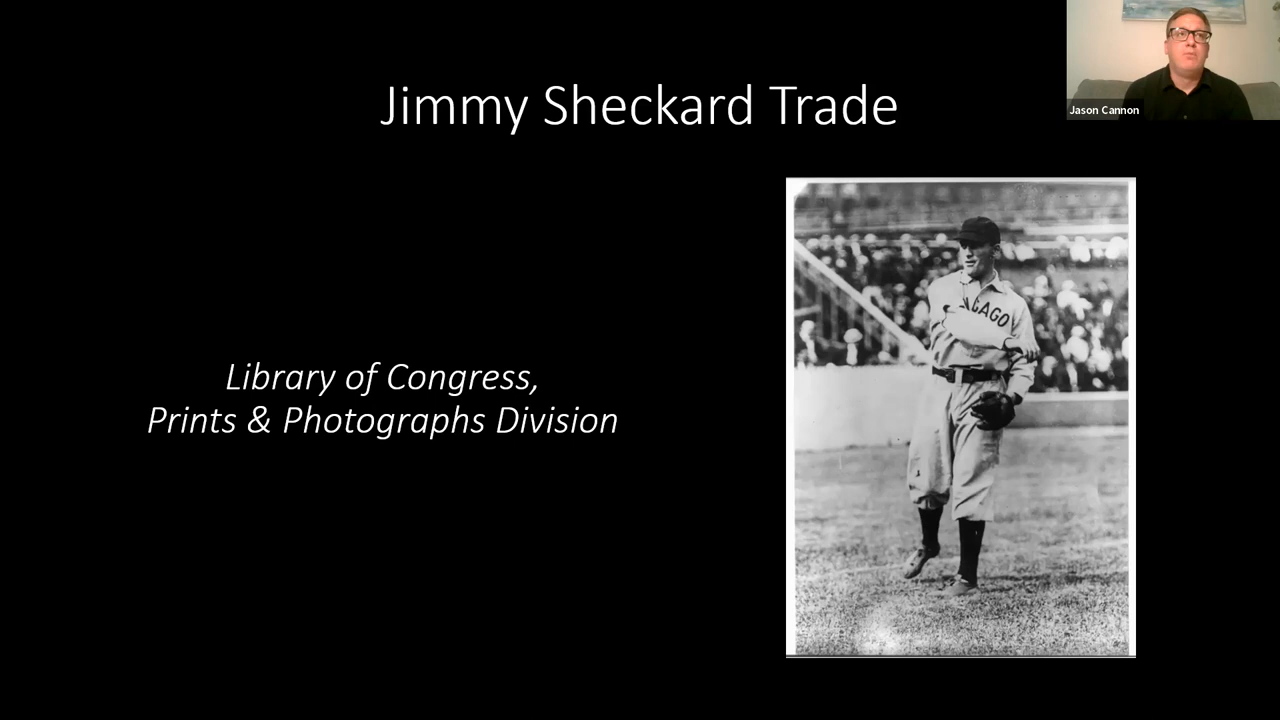 Jimmy Sheckard Trade
Jason Cannon
Library of Congress,
Prints & Photographs Division